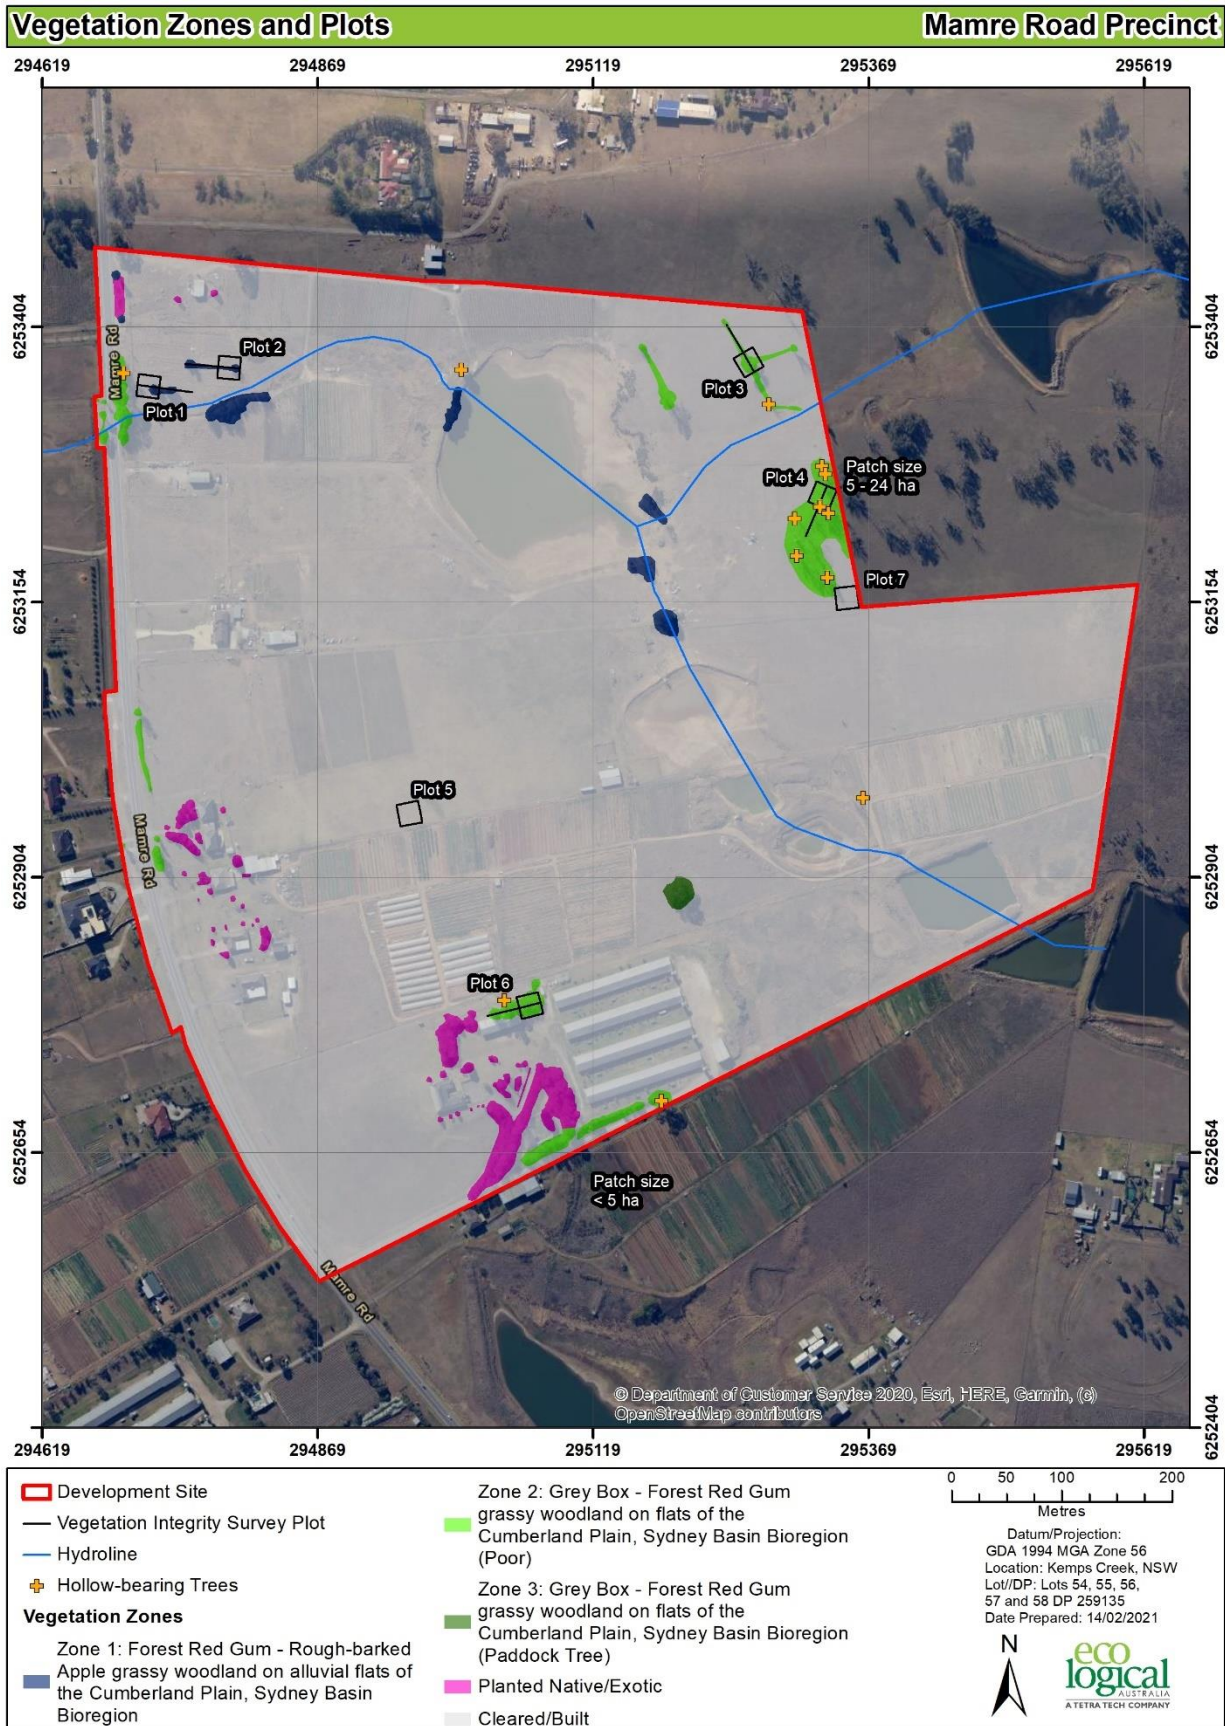 Vegetation Zones and Plots
Mamre Road Precinct
294619
294869
295119
295369
295619
6253404
6253404
Mamre Rd
Plot 2
Plot 1
Plot 3
Plot 4
Patch size
5 - 24 ha
Plot 7
6253154
6253154
Plot 5
Mamre Rd
6252904
6252904
Plot 6
6252654
6252654
Patch size
< 5 ha
Mamre Rd
© Department of Customer Service 2020, Esri, HERE, Garmin, (c)
OpenStreetMap contributors
6252404
294619
294869
295119
295369
295619
Development Site
Vegetation Integrity Survey Plot
Hydroline
Hollow-bearing Trees
Vegetation Zones
Zone 1: Forest Red Gum - Rough-barked
Apple grassy woodland on alluvial flats of
the Cumberland Plain, Sydney Basin
Bioregion
Zone 2: Grey Box - Forest Red Gum
grassy woodland on flats of the
Cumberland Plain, Sydney Basin Bioregion
(Poor)
Zone 3: Grey Box - Forest Red Gum
grassy woodland on flats of the
Cumberland Plain, Sydney Basin Bioregion
(Paddock Tree)
Planted Native/Exotic
Cleared/Built
0 50 100 200
Metres
Datum/Projection:
GDA 1994 MGA Zone 56
Location: Kemps Creek, NSW
Lot//DP: Lots 54, 55, 56,
57 and 58 DP 259135
Date Prepared: 14/02/2021
N
eco
logical
AUSTRALIA
A TETRA TECH COMPANY